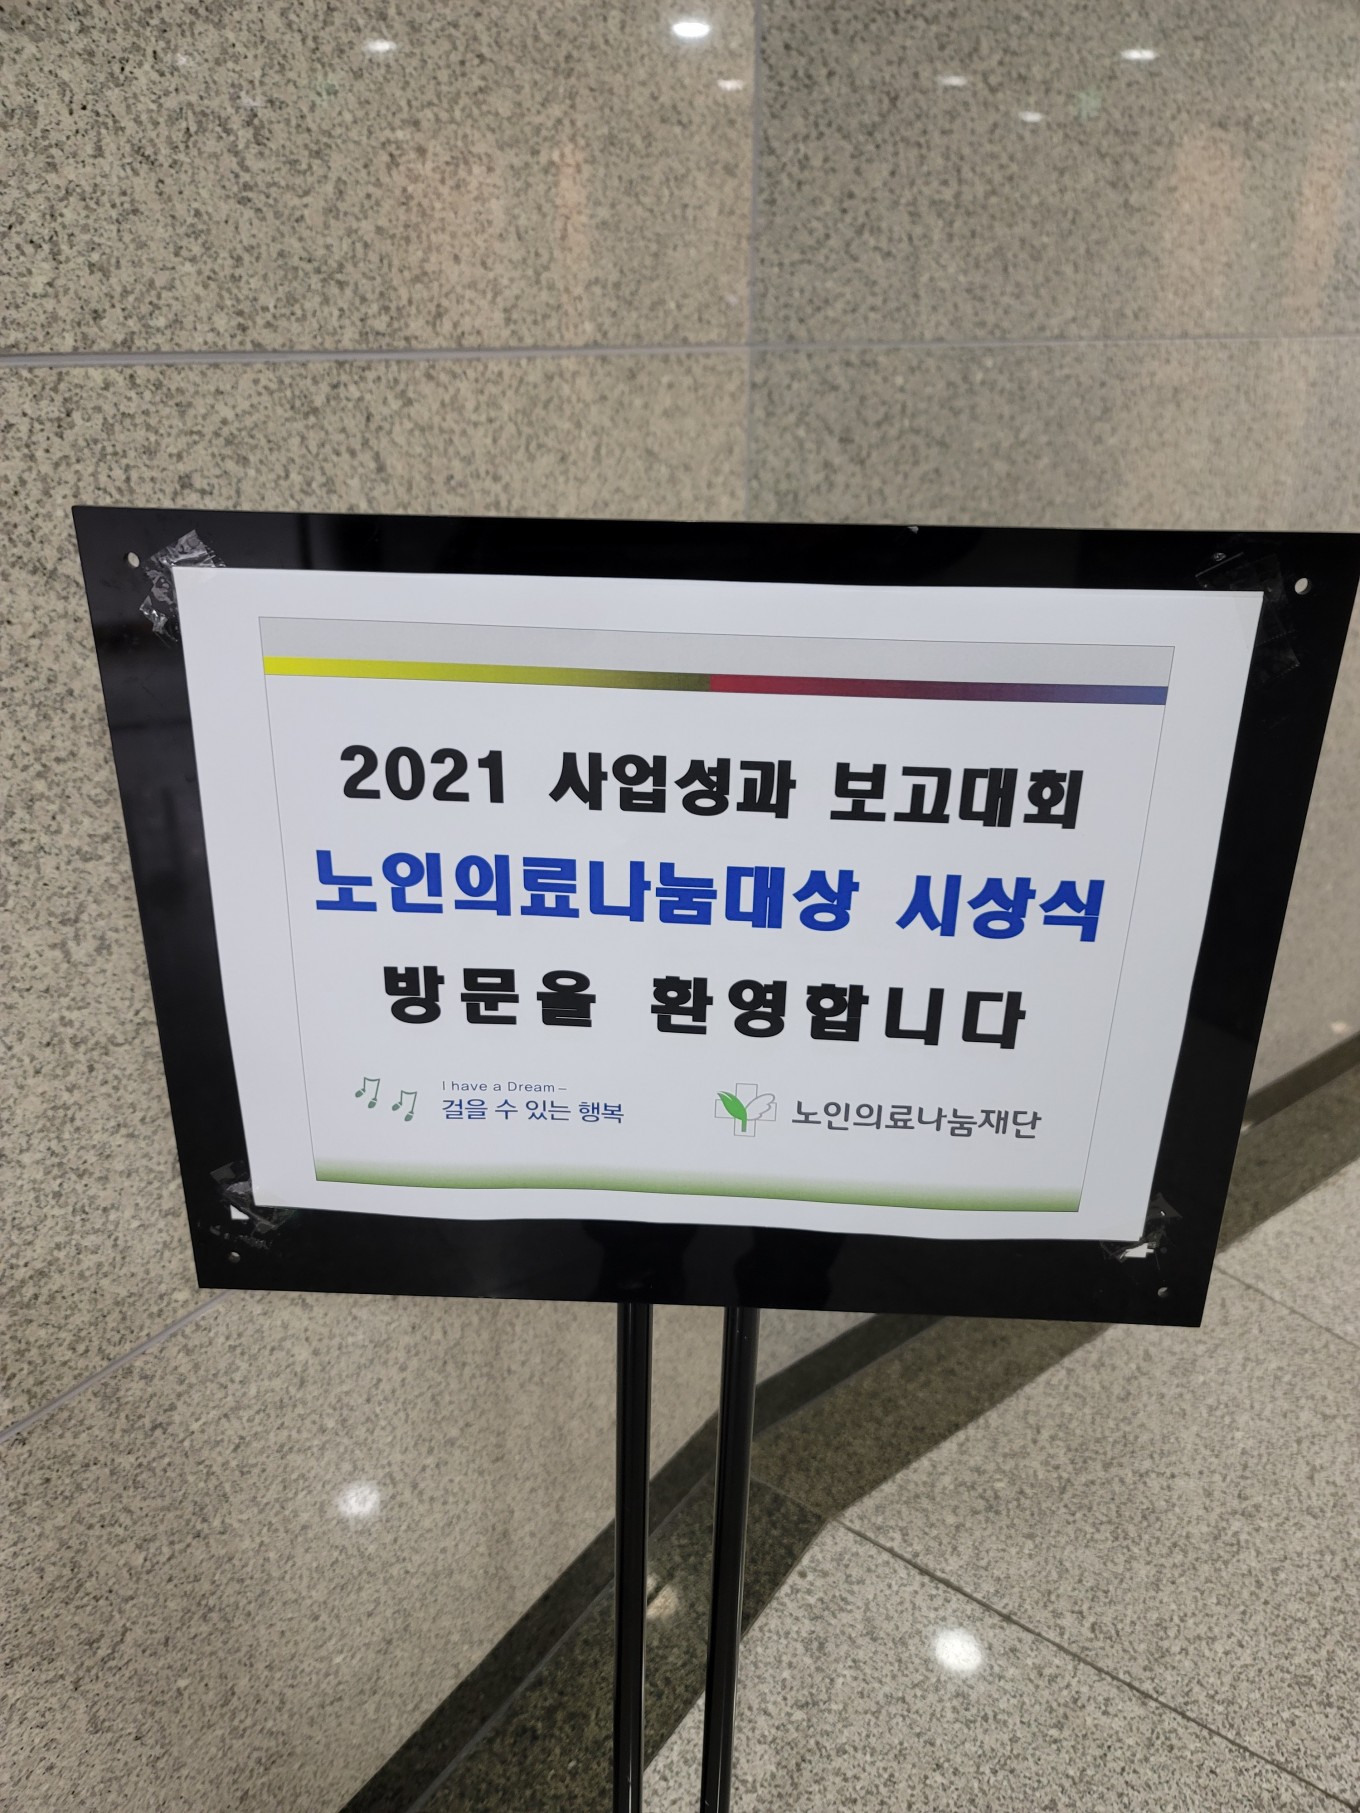 2021 사업성과 보고대회
노인의료나눔대상 시상식
방문을 환영합니다
I have a Dream–
걸을 수 있는 행복
노인의료나눔재단